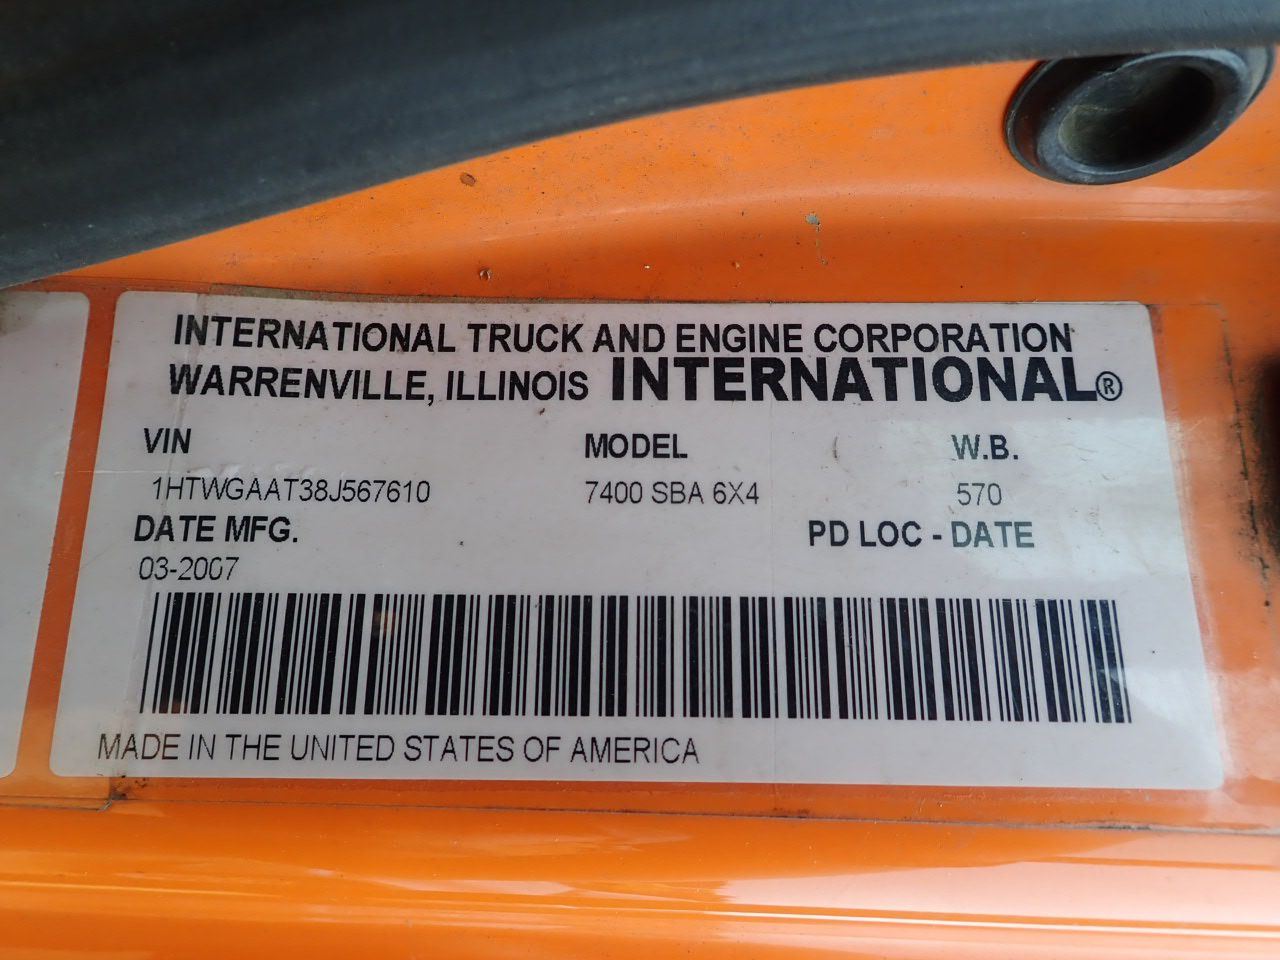 INTERNATIONAL TRUCK AND ENGINE CORPORATION
WARRENVILLE, ILLINOIS INTERNATIONAL®
VIN MODEL W.B.
1HTWGAAT38J567610 7400 SBA 6X4 570
DATE MFG. PD LOC - DATE
03-2007
MADE IN THE UNITED STATES OF AMERICA